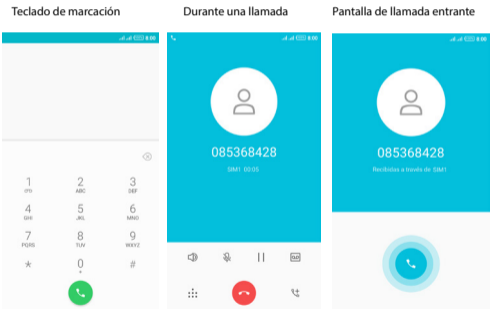 Teclado de marcación
Durante una llamada
Pantalla de llamada entrante
8:00
8:00
8:00
085368428
SIM1 00:05
085368428
Recibidas a través de SIM1
1 2 3
ABC DEF
4 5 6
GHI JKL MNO
7 8 9
PQRS TUV WXYZ
* 0 #
+